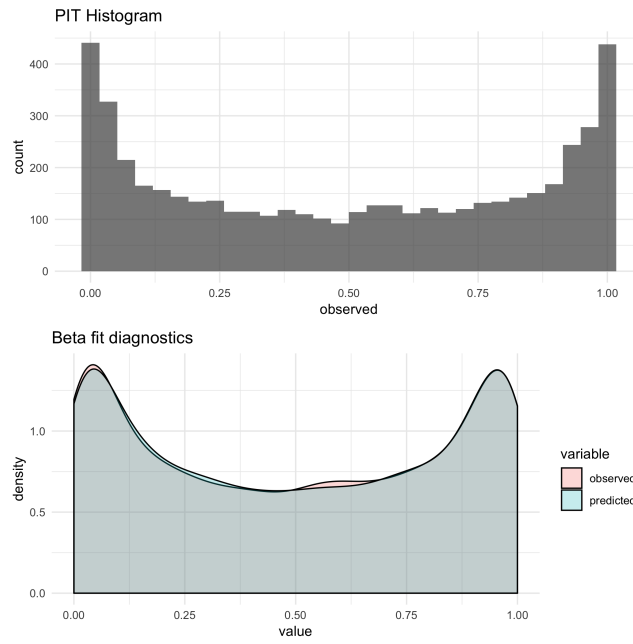 PIT Histogram
400
300
200
100
0
count
0.00 0.25 0.50 0.75 1.00
observed
Beta fit diagnostics
1.0
0.5
0.0
density
0.00 0.25 0.50 0.75 1.00
value
variable
observed
predicted